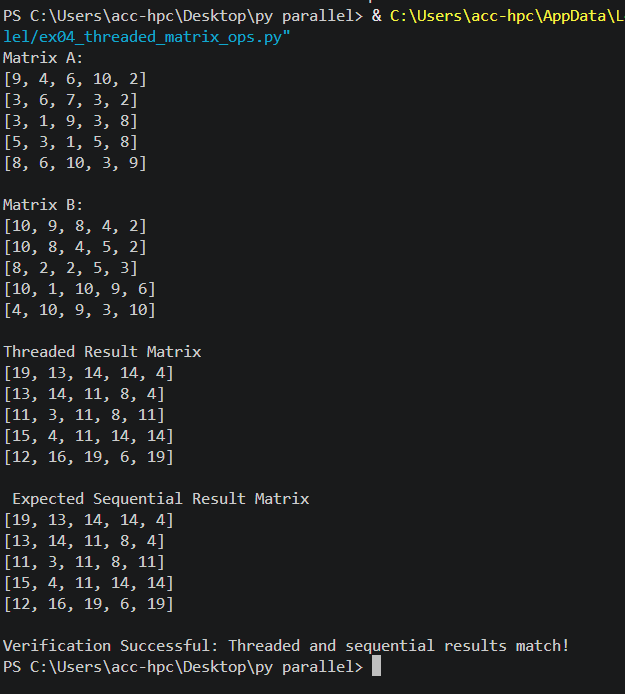 PS C:\Users\acc-hpc\Desktop\py parallel> & C:\Users\acc-hpc\AppData\L
lel/ex04_threaded_matrix_ops.py"
Matrix A:
[9, 4, 6, 10, 2]
[3, 6, 7, 3, 2]
[3, 1, 9, 3, 8]
[5, 3, 1, 5, 8]
[8, 6, 10, 3, 9]

Matrix B:
[10, 9, 8, 4, 2]
[10, 8, 4, 5, 2]
[8, 2, 2, 5, 3]
[10, 1, 10, 9, 6]
[4, 10, 9, 3, 10]

Threaded Result Matrix
[19, 13, 14, 14, 4]
[13, 14, 11, 8, 4]
[11, 3, 11, 8, 11]
[15, 4, 11, 14, 14]
[12, 16, 19, 6, 19]

 Expected Sequential Result Matrix
[19, 13, 14, 14, 4]
[13, 14, 11, 8, 4]
[11, 3, 11, 8, 11]
[15, 4, 11, 14, 14]
[12, 16, 19, 6, 19]

Verification Successful: Threaded and sequential results match!
PS C:\Users\acc-hpc\Desktop\py parallel>